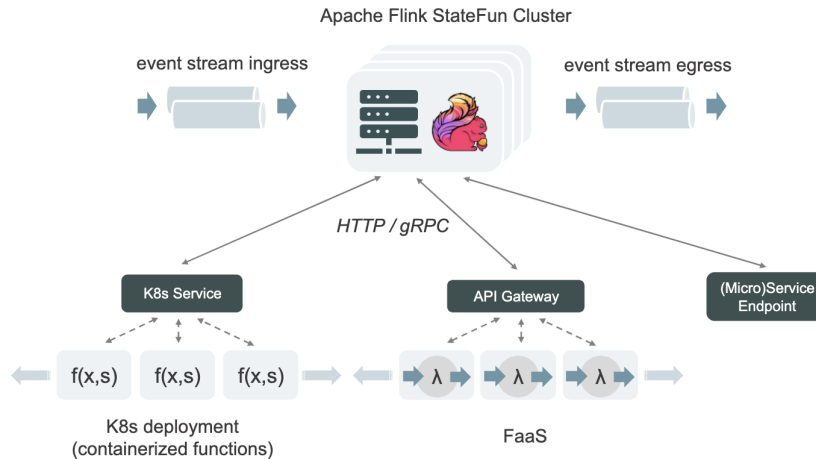 Apache Flink StateFun Cluster
event stream ingress
event stream egress
HTTP / gRPC
K8s Service
API Gateway
(Micro)Service
Endpoint
f(x,s)
f(x,s)
f(x,s)
λ
λ
λ
K8s deployment
(containerized functions)
FaaS